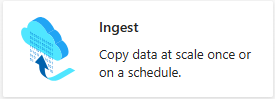 Ingest
Copy data at scale once or
on a schedule.